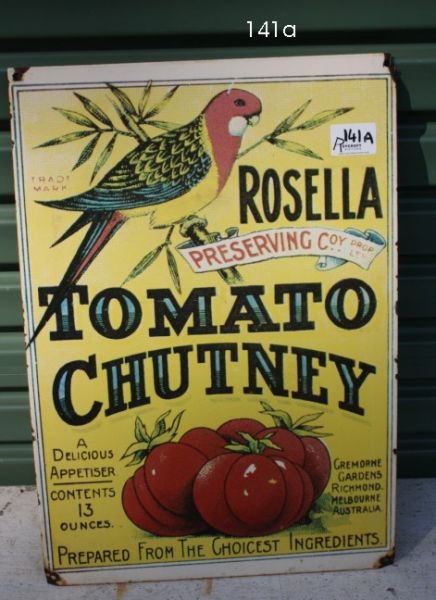 141a
141A
TRADE
MARK
ROSELLA
PRESERVING COY PROP
LTD
TOMATO
CHUTNEY
A
DELICIOUS
APPETISER
CONTENTS
13
OUNCES.
CREMORNE
GARDENS
RICHMOND.
MELBOURNE
AUSTRALIA.
PREPARED FROM THE CHOICEST INGREDIENTS.